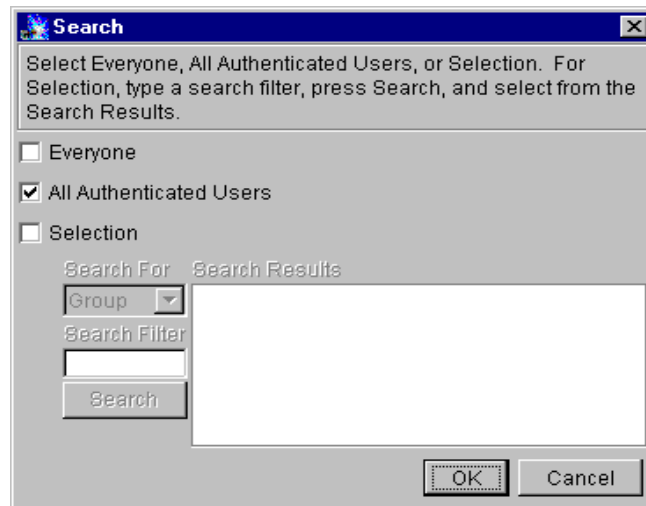 Search
Select Everyone, All Authenticated Users, or Selection. For
Selection, type a search filter, press Search, and select from the
Search Results.
Everyone
All Authenticated Users
Selection
Search For Search Results
Group
Search Filter
Search
OK Cancel